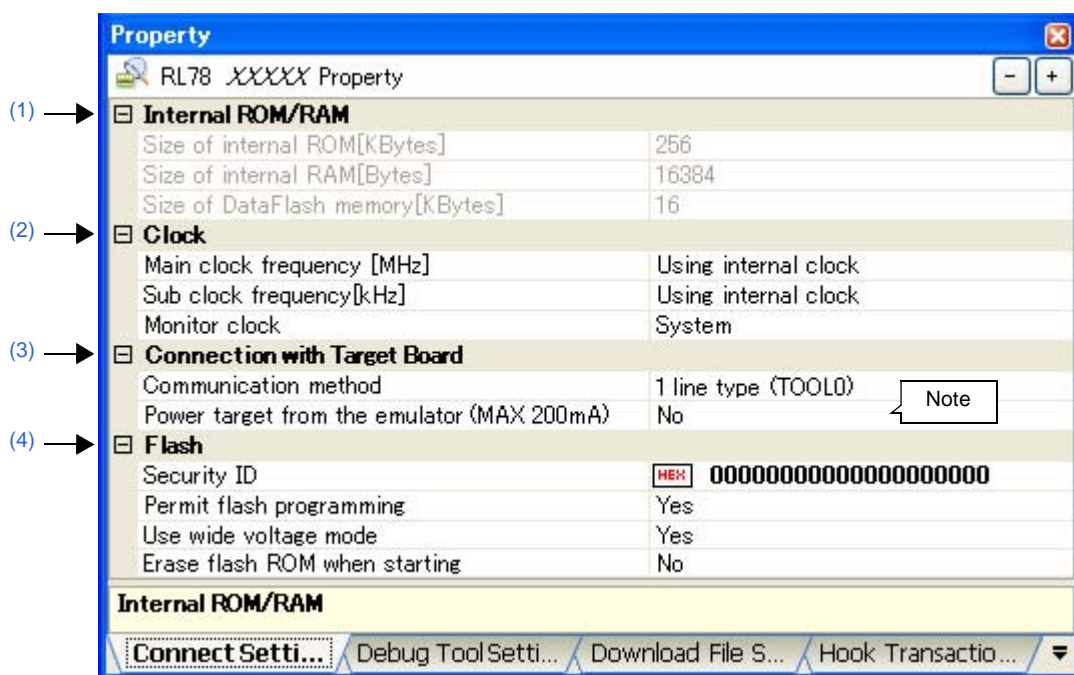 Property
RL78 XXXXX Property
- +
(1)
Internal ROM/RAM
Size of internal ROM[KBytes] 256
Size of internal RAM[Bytes] 16384
Size of DataFlash memory[KBytes] 16
(2)
Clock
Main clock frequency [MHz] Using internal clock
Sub clock frequency[kHz] Using internal clock
Monitor clock System
(3)
Connection with Target Board
Communication method 1 line type (TOOL0)
Note
Power target from the emulator (MAX 200mA) No
(4)
Flash
Security ID HEX 00000000000000000000
Permit flash programming Yes
Use wide voltage mode Yes
Erase flash ROM when starting No
Internal ROM/RAM
Connect Setti... Debug Tool Setti... Download File S... Hook Transactio...